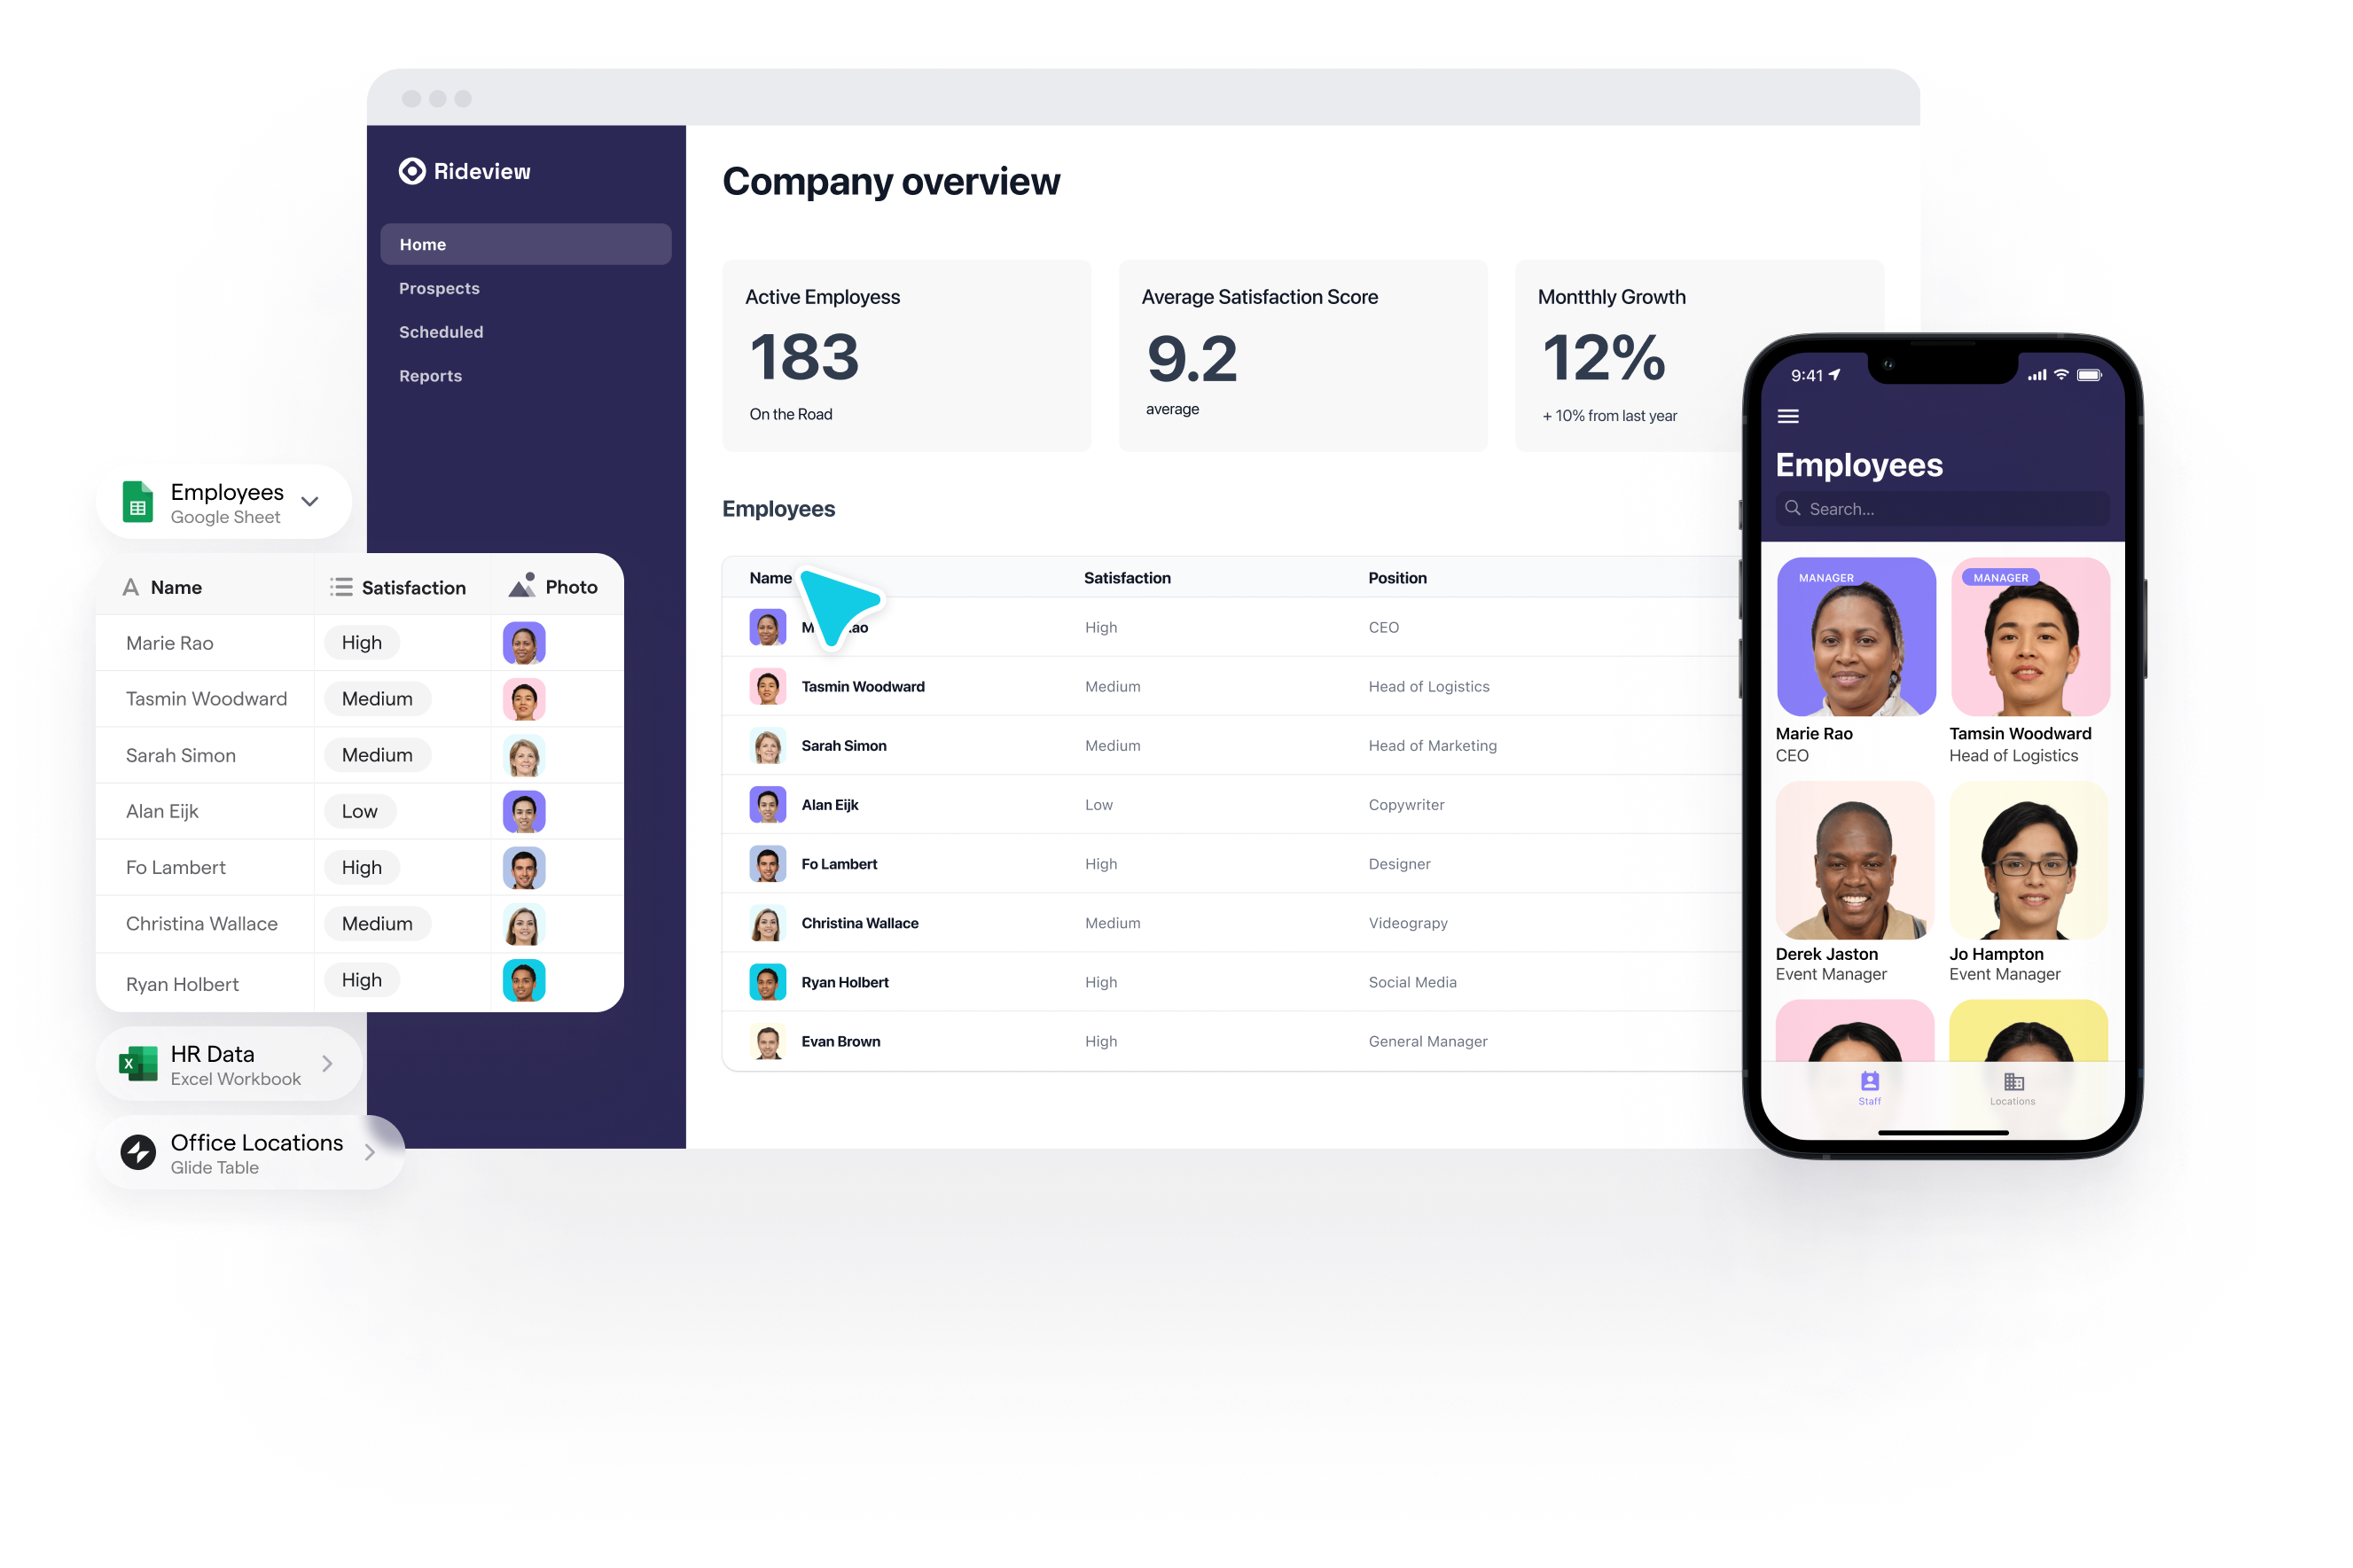 Rideview
Home
Prospects
Scheduled
Reports
Company overview
Active Employess
183
On the Road
Average Satisfaction Score
9.2
average
Montthly Growth
12%
+ 10% from last year
Employees
Name Satisfaction Position
High CEO
Tasmin Woodward Medium Head of Logistics
Sarah Simon Medium Head of Marketing
Alan Eijk Low Copywriter
Fo Lambert High Designer
Christina Wallace Medium Videograpy
Ryan Holbert High Social Media
Evan Brown High General Manager
Employees
Google Sheet
Name Satisfaction Photo
Marie Rao High
Tasmin Woodward Medium
Sarah Simon Medium
Alan Eijk Low
Fo Lambert High
Christina Wallace Medium
Ryan Holbert High
HR Data
Excel Workbook
Office Locations
Glide Table
9:41
Employees
Search...
MANAGER MANAGER
Marie Rao Tamsin Woodward
CEO Head of Logistics
Derek Jaston Jo Hampton
Event Manager Event Manager
Staff Locations